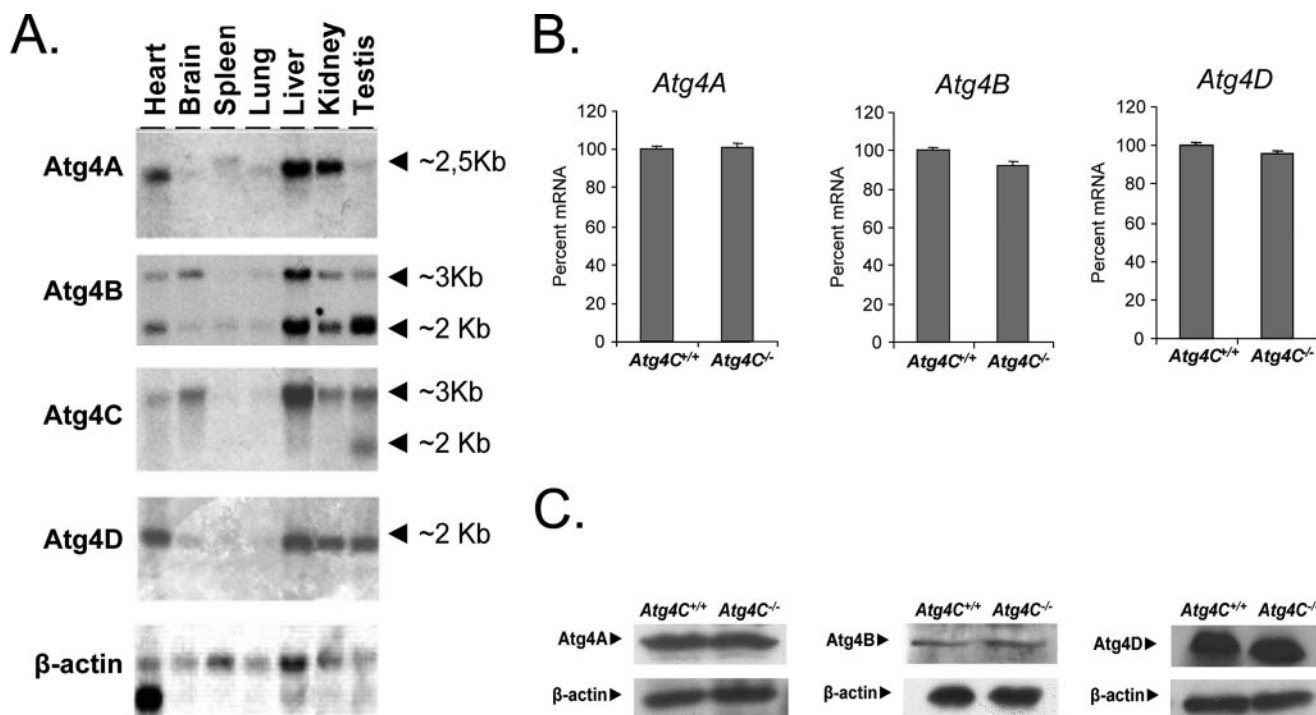 A.
Heart Brain Spleen Lung Liver Kidney Testis
Atg4A
~2,5Kb
Atg4B
~3Kb
~2 Kb
Atg4C
~3Kb
~2 Kb
Atg4D
~2 Kb
β-actin
B.
Atg4A
Percent mRNA
120
100
80
60
40
20
0
Atg4C+/+ Atg4C-/-
Atg4B
Percent mRNA
120
100
80
60
40
20
0
Atg4C+/+ Atg4C-/-
Atg4D
Percent mRNA
120
100
80
60
40
20
0
Atg4C+/+ Atg4C-/-
C.
Atg4C+/+ Atg4C-/-
Atg4A
β-actin
Atg4C+/+ Atg4C-/-
Atg4B
β-actin
Atg4C+/+ Atg4C-/-
Atg4D
β-actin